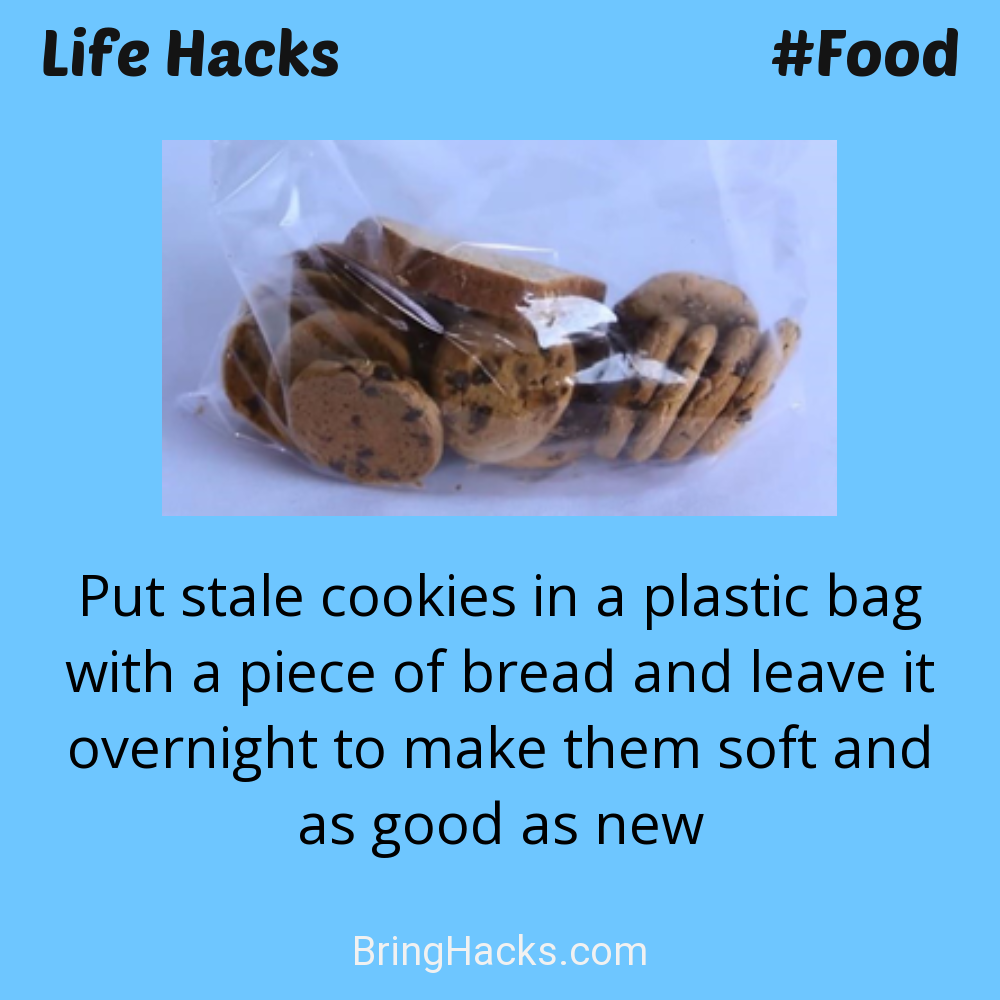 Life Hacks #Food
Put stale cookies in a plastic bag
with a piece of bread and leave it
overnight to make them soft and
as good as new
BringHacks.com